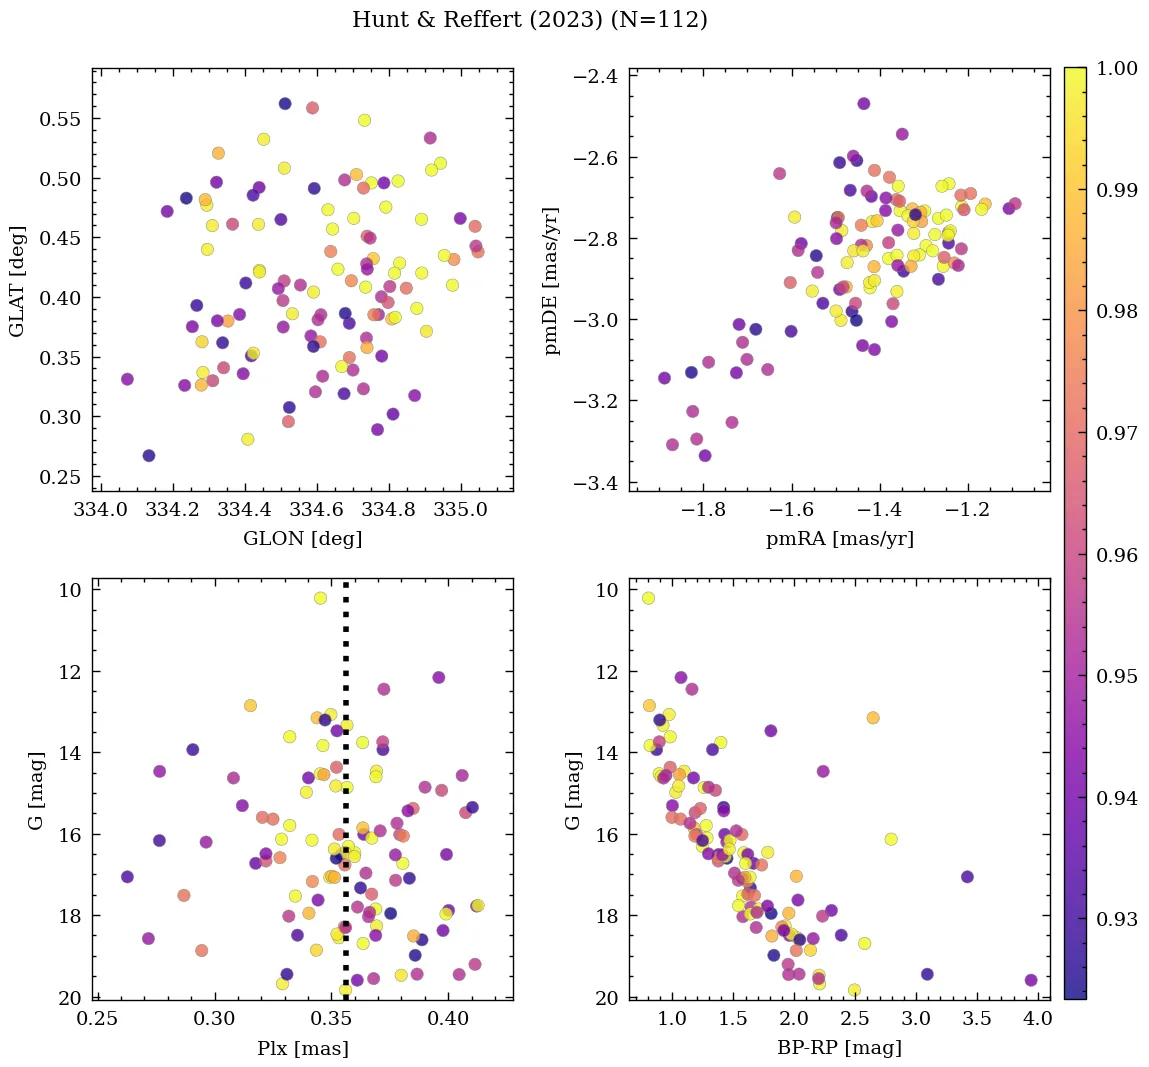 Hunt & Reffert (2023) (N=112)
0.55
0.50
0.45
0.40
0.35
0.30
0.25
GLAT [deg]
334.0 334.2 334.4 334.6 334.8 335.0
GLON [deg]
−2.4
−2.6
−2.8
−3.0
−3.2
−3.4
pmDE [mas/yr]
−1.8 −1.6 −1.4 −1.2
pmRA [mas/yr]
1.00
0.99
0.98
0.97
0.96
0.95
0.94
0.93
10
12
14
16
18
20
G [mag]
0.25 0.30 0.35 0.40
Plx [mas]
10
12
14
16
18
20
G [mag]
1.0 1.5 2.0 2.5 3.0 3.5 4.0
BP-RP [mag]